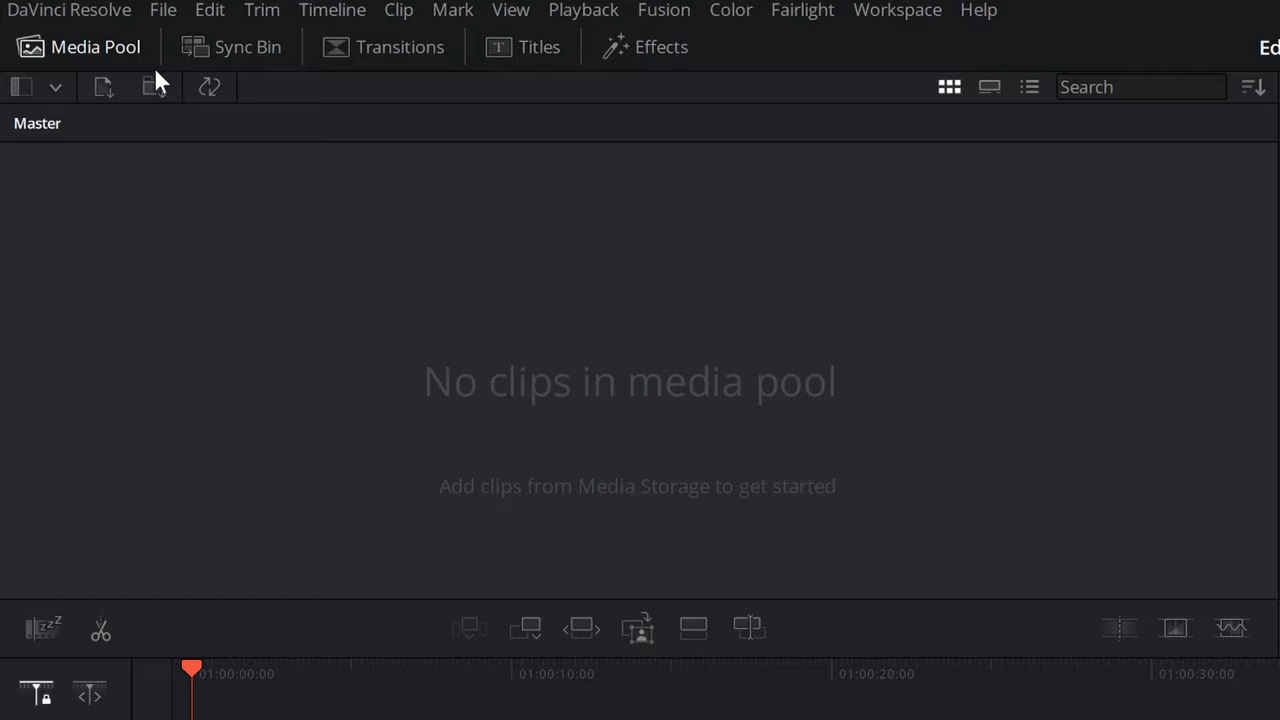 DaVinci Resolve File Edit Trim Timeline Clip Mark View Playback Fusion Color Fairlight Workspace Help
Media Pool Sync Bin Transitions T Titles Effects Ed
Search
Master
No clips in media pool
Add clips from Media Storage to get started
zzZ
01:00:00:00 01:00:10:00 01:00:20:00 01:00:30:00